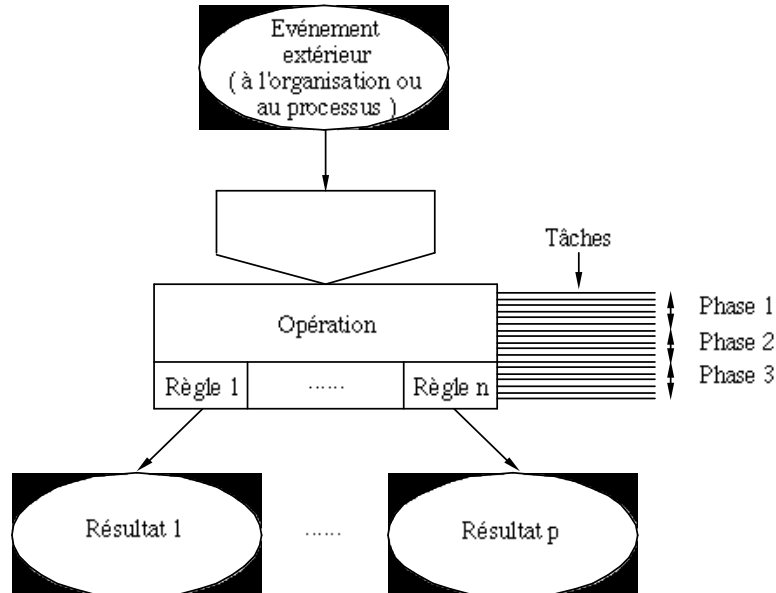 Evénement
extérieur
( à l'organisation ou
au processus )
Tâches
Opération
Phase 1
Phase 2
Phase 3
Règle 1
......
Règle n
Résultat 1
......
Résultat p